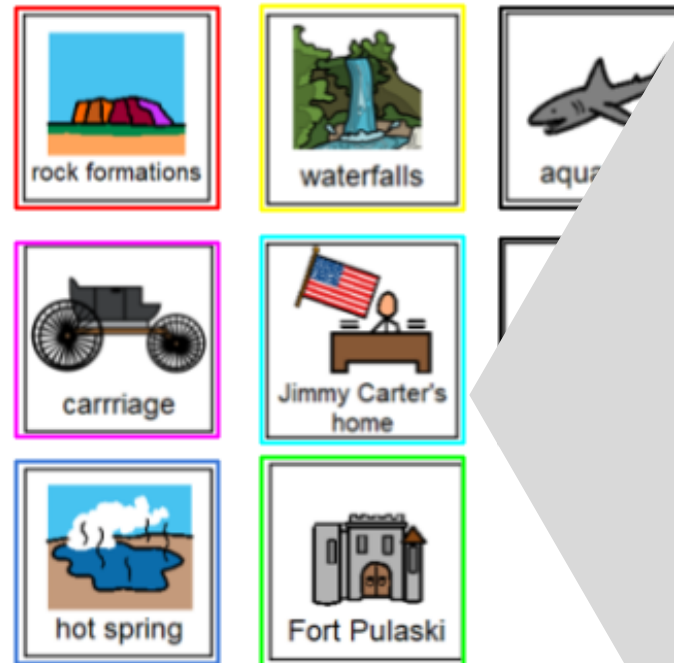 rock formations
waterfalls
carrriage
Jimmy Carter's
home
hot spring
Fort Pulaski